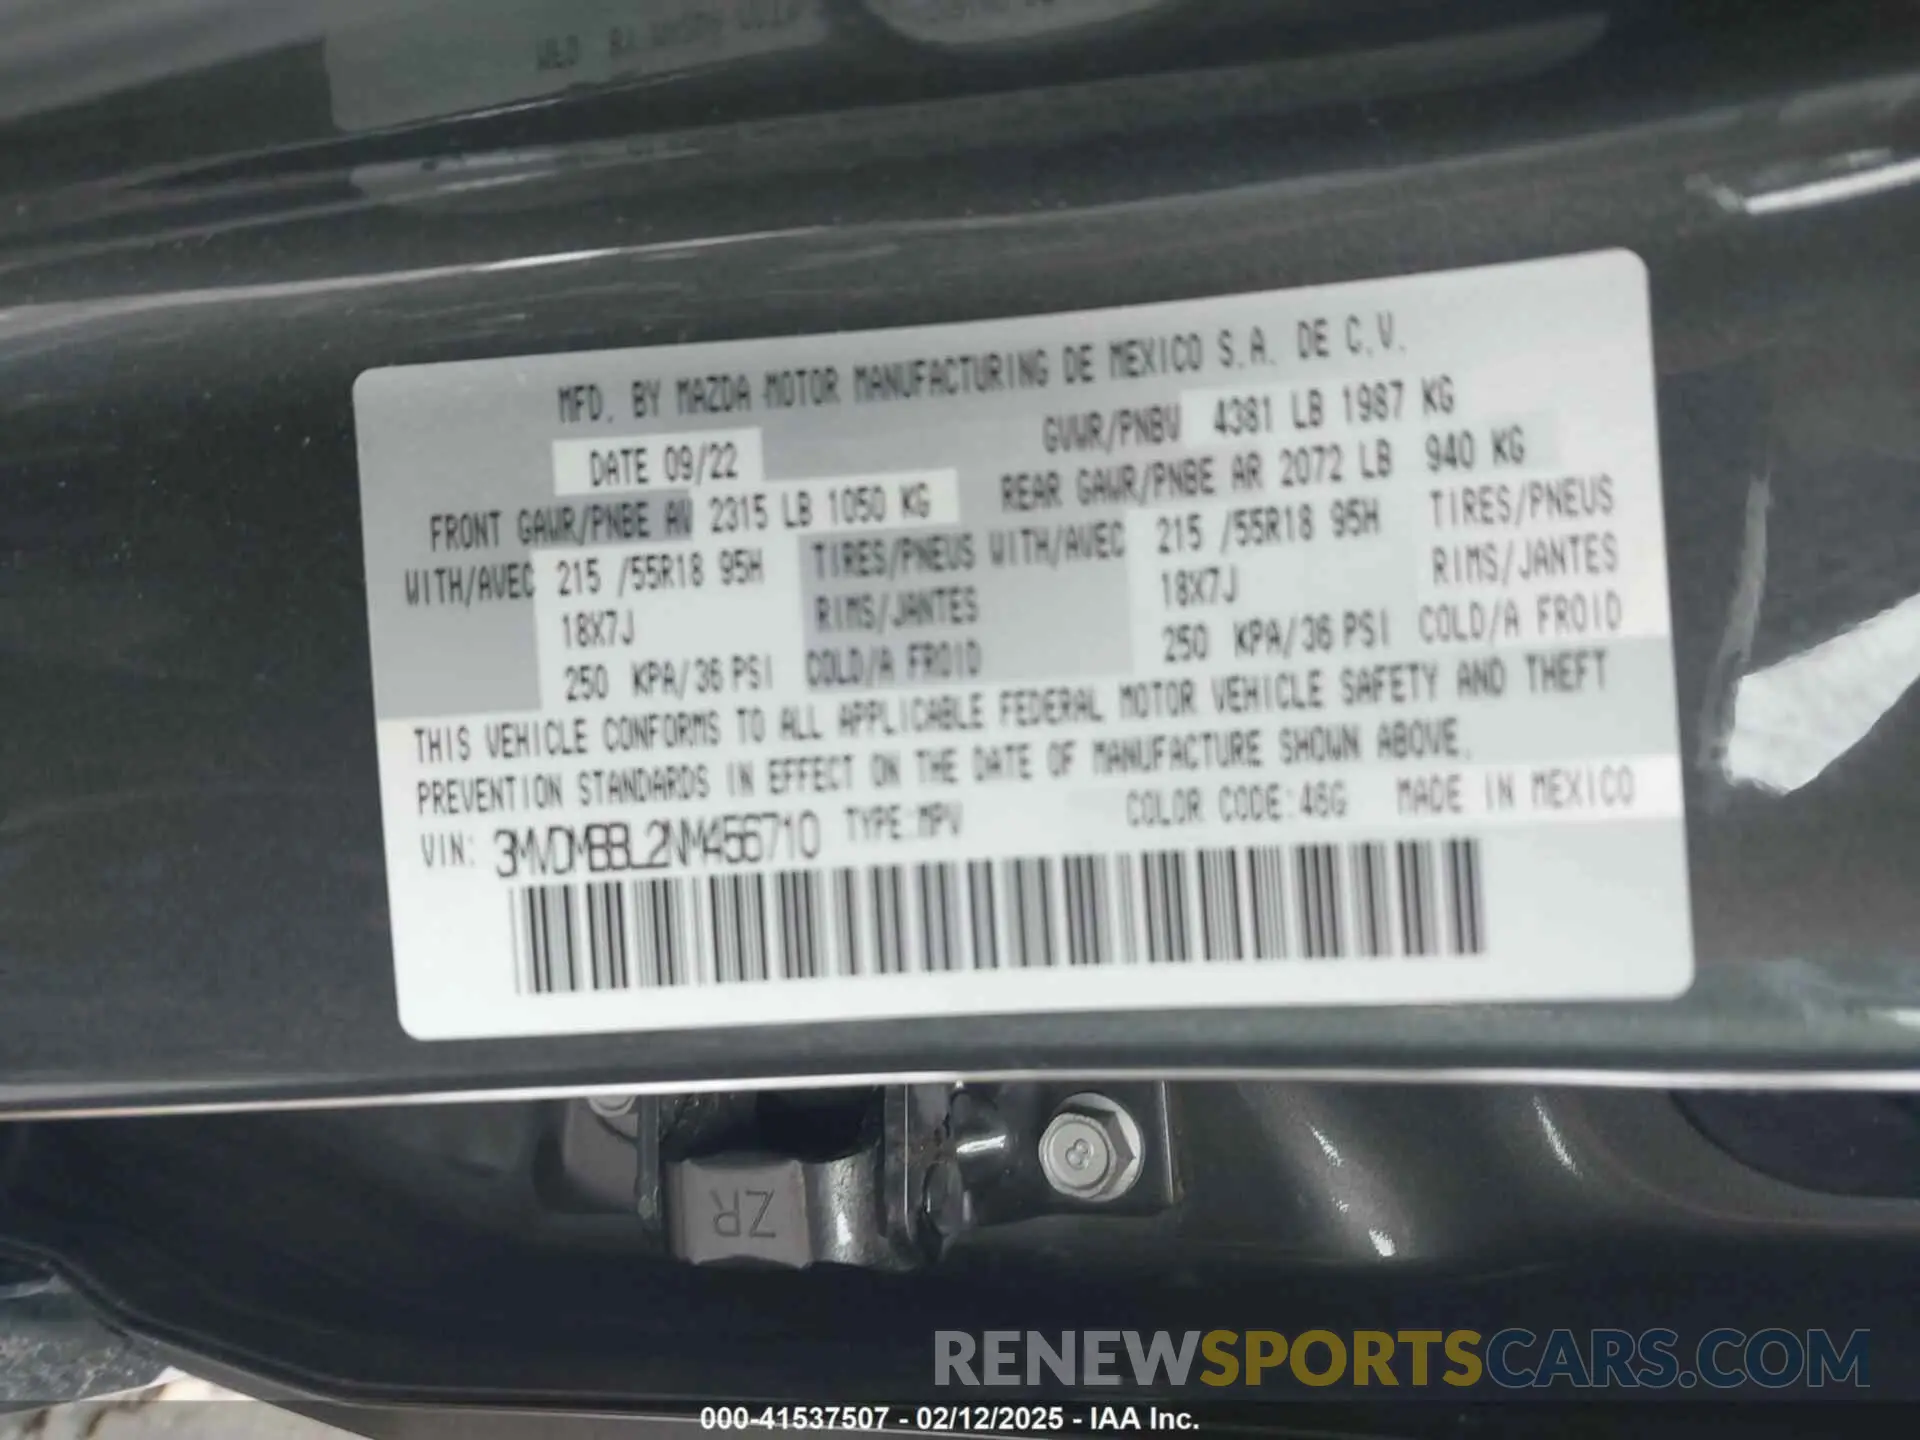 MFD. BY MAZDA MOTOR MANUFACTURING DE MEXICO S.A. DE C.V.
DATE 09/22 GVWR/PNBV 4381 LB 1987 KG
FRONT GAWR/PNBE AV 2315 LB 1050 KG REAR GAWR/PNBE AR 2072 LB 940 KG
WITH/AVEC 215 /55R18 95H TIRES/PNEUS WITH/AVEC 215 /55R18 95H TIRES/PNEUS
18X7J RIMS/JANTES 18X7J RIMS/JANTES
250 KPA/36 PSI COLD/A FROID 250 KPA/36 PSI COLD/A FROID
THIS VEHICLE CONFORMS TO ALL APPLICABLE FEDERAL MOTOR VEHICLE SAFETY AND THEFT
PREVENTION STANDARDS IN EFFECT ON THE DATE OF MANUFACTURE SHOWN ABOVE.
VIN: 3MVDMBBL2NM456710 TYPE:MPV COLOR CODE:46G MADE IN MEXICO
8
ZR
RENEWSPORTSCARS.COM
000-41537507 - 02/12/2025 - IAA Inc.